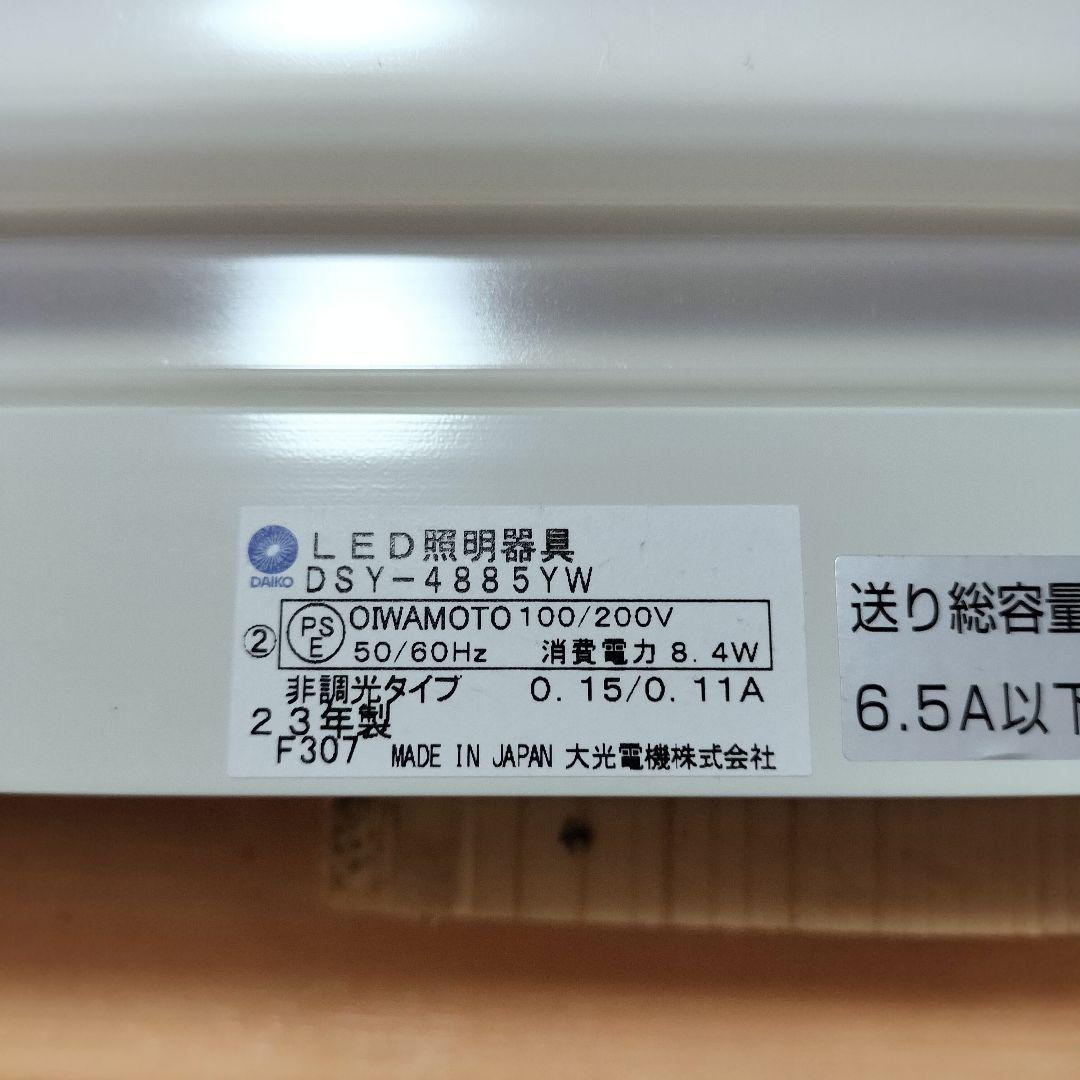 LED照明器具
DAIKO
DSY-4885YW
② PSE OIWAMOTO 100/200V
50/60Hz 消費電力 8.4W
非調光タイプ 0.15/0.11A
23年製
F307 MADE IN JAPAN 大光電機株式会社
送り総容量
6.5A以下